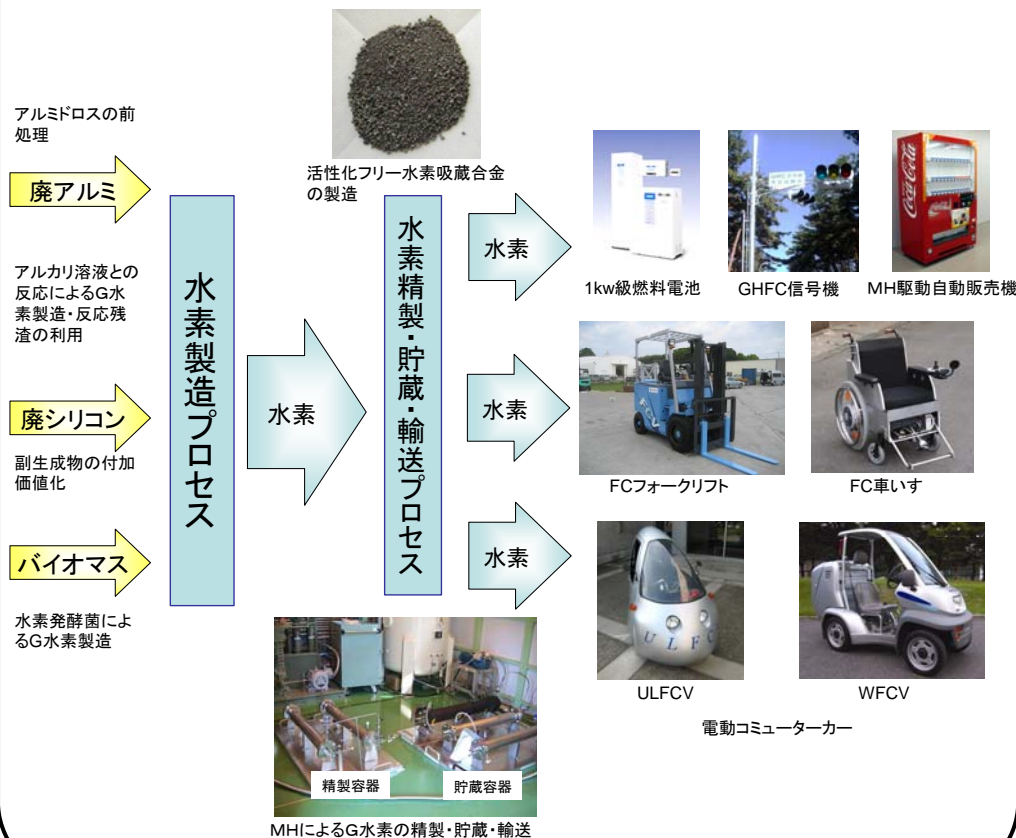 アルミドロスの前
処理
廃アルミ
アルカリ溶液との
反応によるG水
素製造・反応残
渣の利用
廃シリコン
副生成物の付加
価値化
バイオマス
水素発酵菌によ
るG水素製造
水素製造プロセス
水素
活性化フリー水素吸蔵合金
の製造
水素精製・貯蔵・輸送プロセス
精製容器
貯蔵容器
MHによるG水素の精製・貯蔵・輸送
水素
水素
水素
Coca-Cola
1kw級燃料電池
GHFC信号機
MH駆動自動販売機
FCフォークリフト
FC車いす
ULFC
ULFCV
WFCV
電動コミューターカー